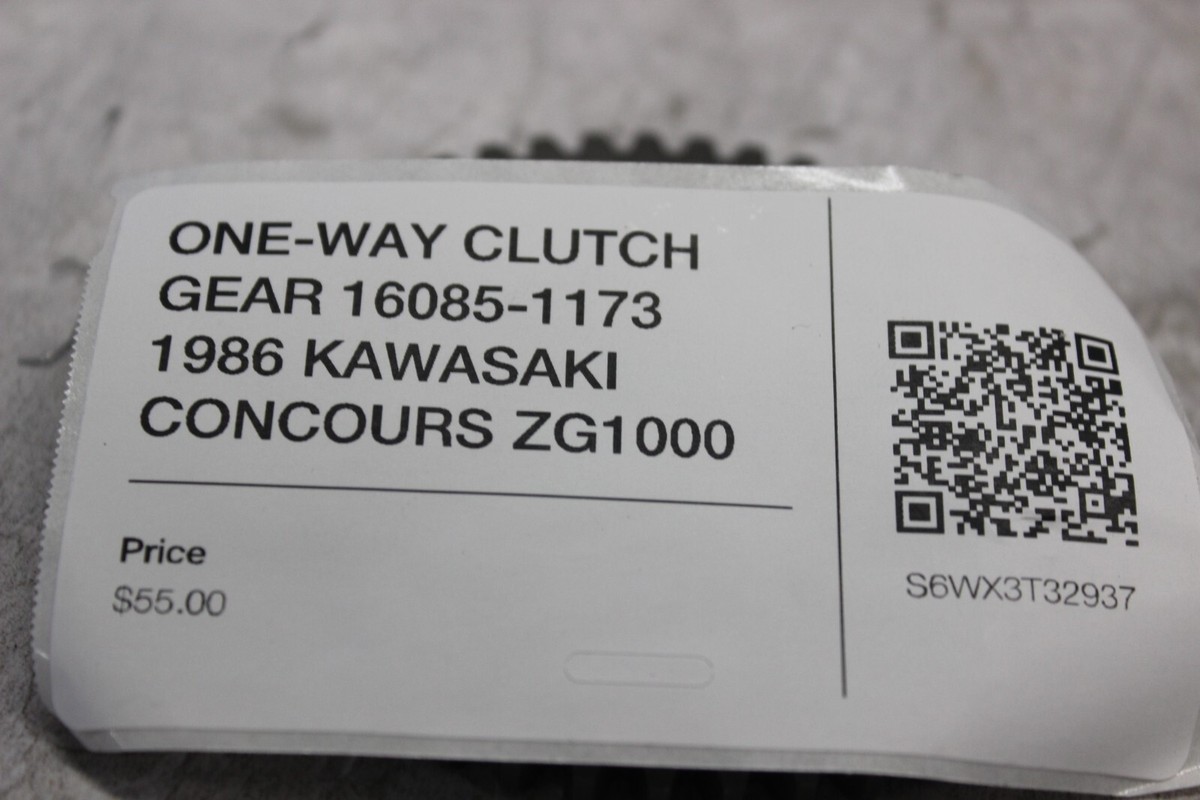 ONE-WAY CLUTCH
GEAR 16085-1173
1986 KAWASAKI
CONCOURS ZG1000
Price
$55.00
S6WX3T32937